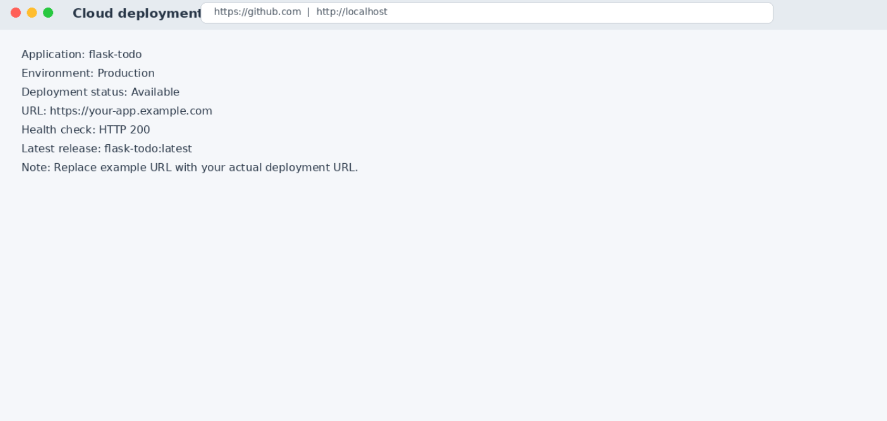 Cloud deployment
https://github.com | http://localhost
Application: flask-todo
Environment: Production
Deployment status: Available
URL: https://your-app.example.com
Health check: HTTP 200
Latest release: flask-todo:latest
Note: Replace example URL with your actual deployment URL.